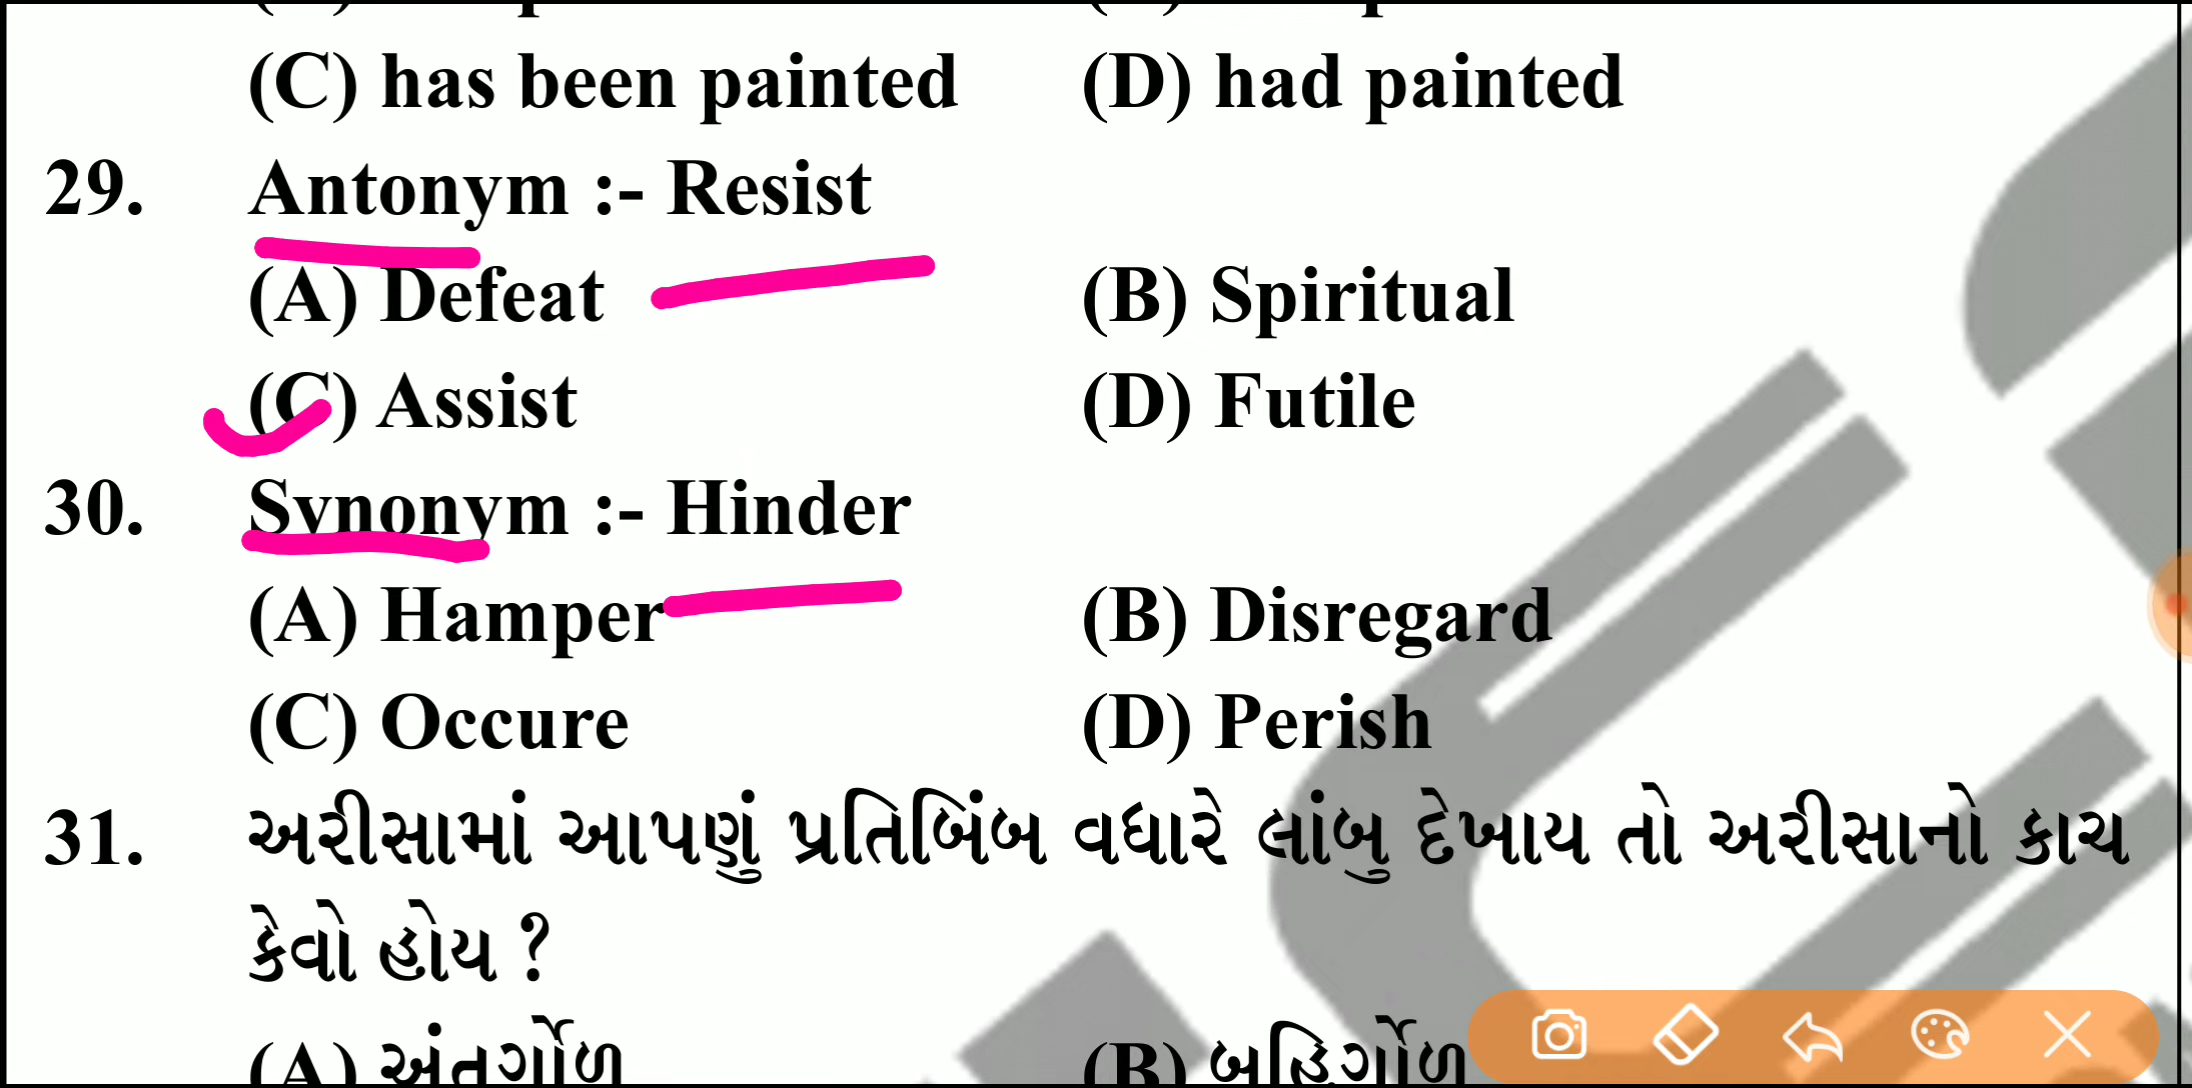 (C) has been painted (D) had painted
29. Antonym :- Resist
(A) Defeat (B) Spiritual
(C) Assist (D) Futile
30. Synonym :- Hinder
(A) Hamper (B) Disregard
(C) Occure (D) Perish
31. અરીસામાં આપણું પ્રતિબિંબ વધારે લાંબુ દેખાય તો અરીસાનો કાચ
કેવો હોય ?
(A) અંતર્ગોળ (B) બહિર્ગોળ